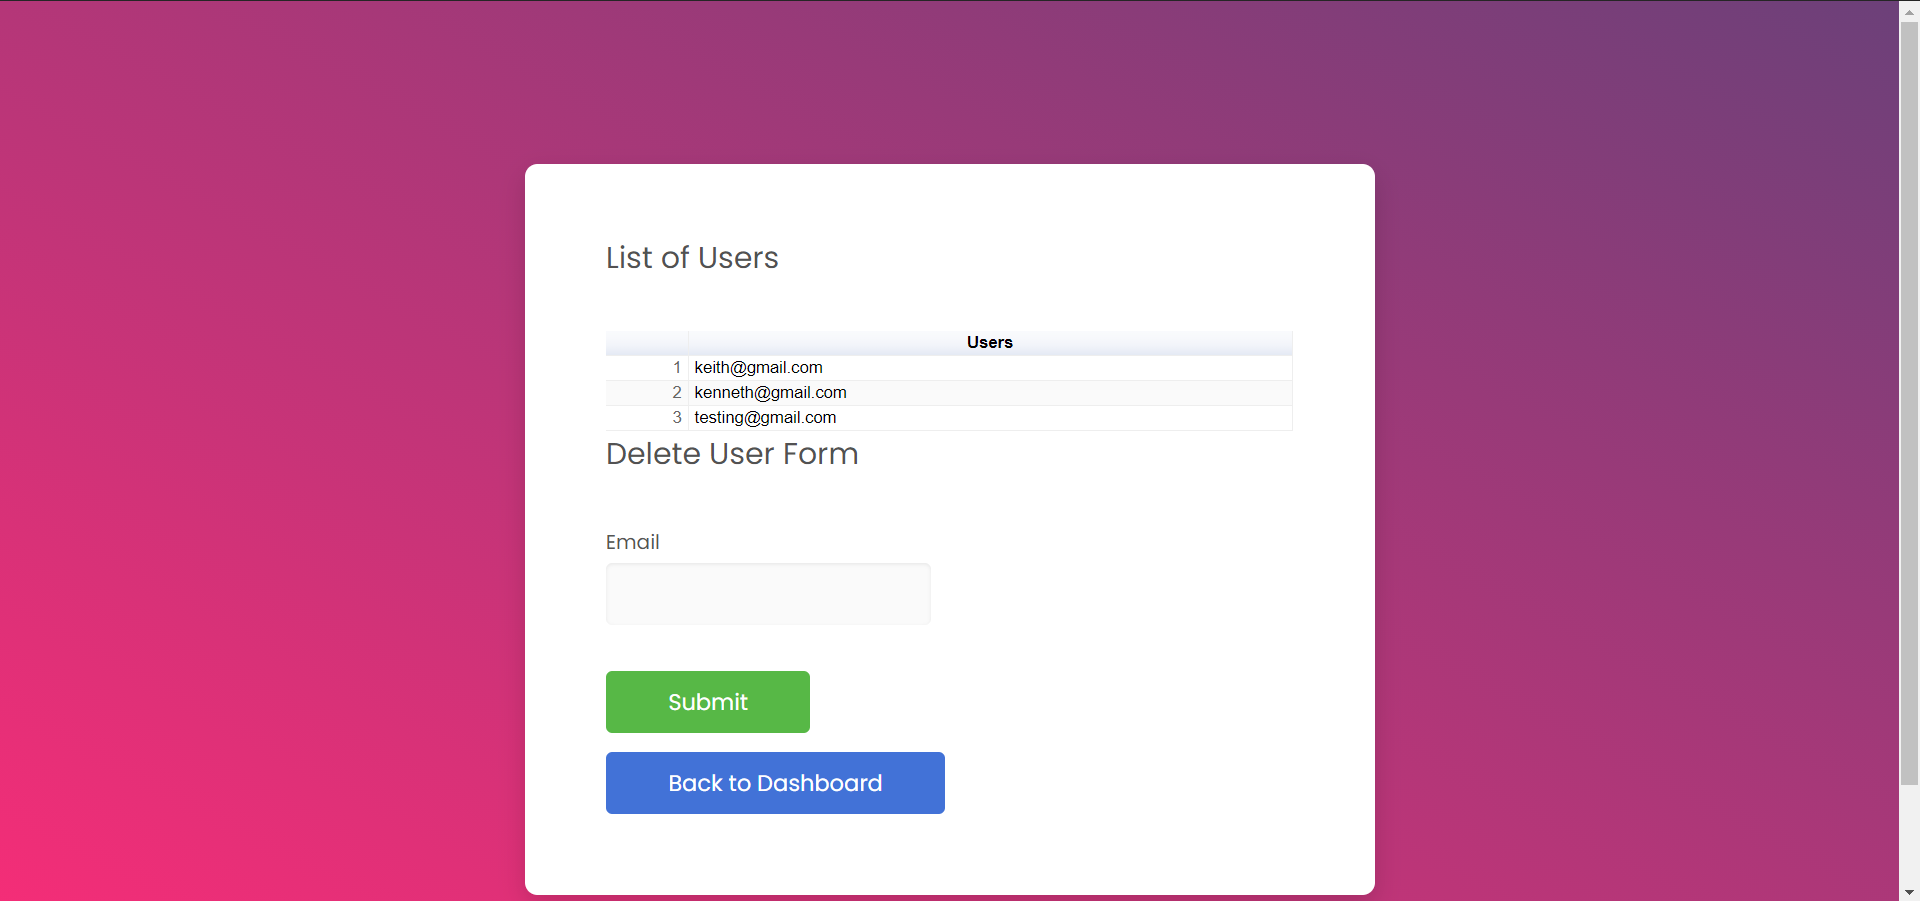 List of Users
Users
1 keith@gmail.com
2 kenneth@gmail.com
3 testing@gmail.com
Delete User Form
Email
Submit
Back to Dashboard